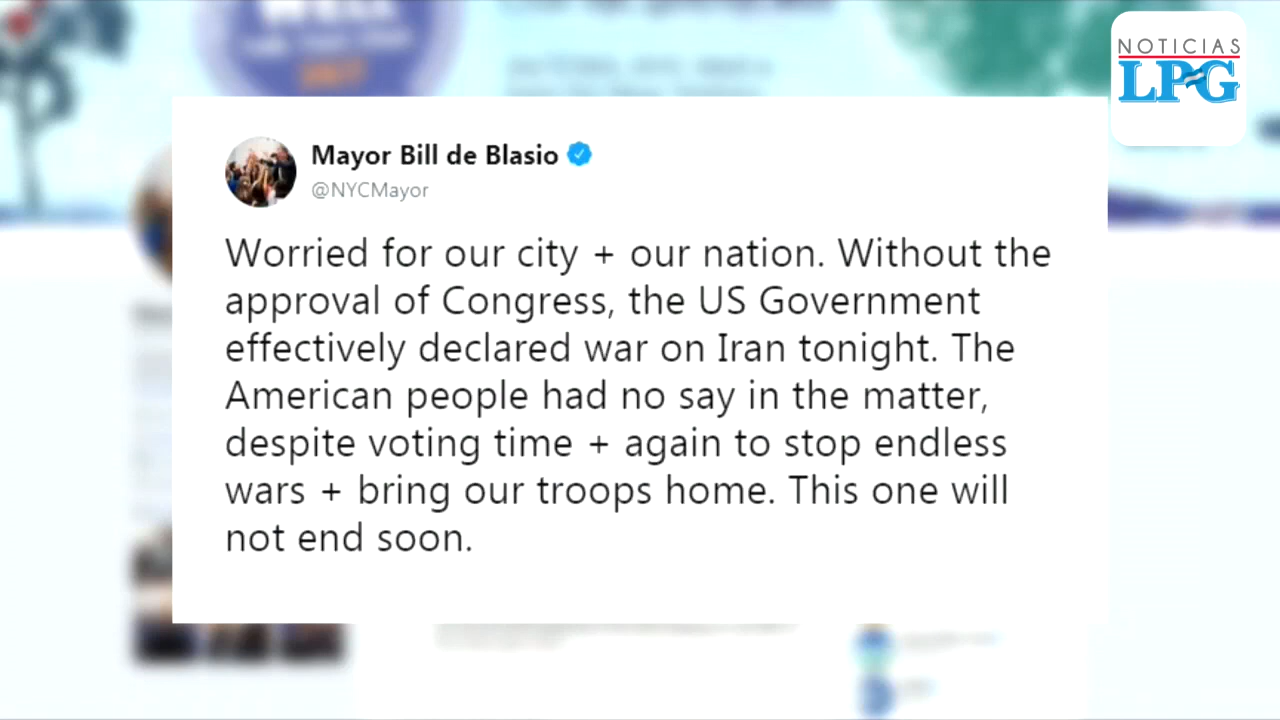 NOTICIAS
LPG
Mayor Bill de Blasio
@NYCMayor
Worried for our city + our nation. Without the
approval of Congress, the US Government
effectively declared war on Iran tonight. The
American people had no say in the matter,
despite voting time + again to stop endless
wars + bring our troops home. This one will
not end soon.